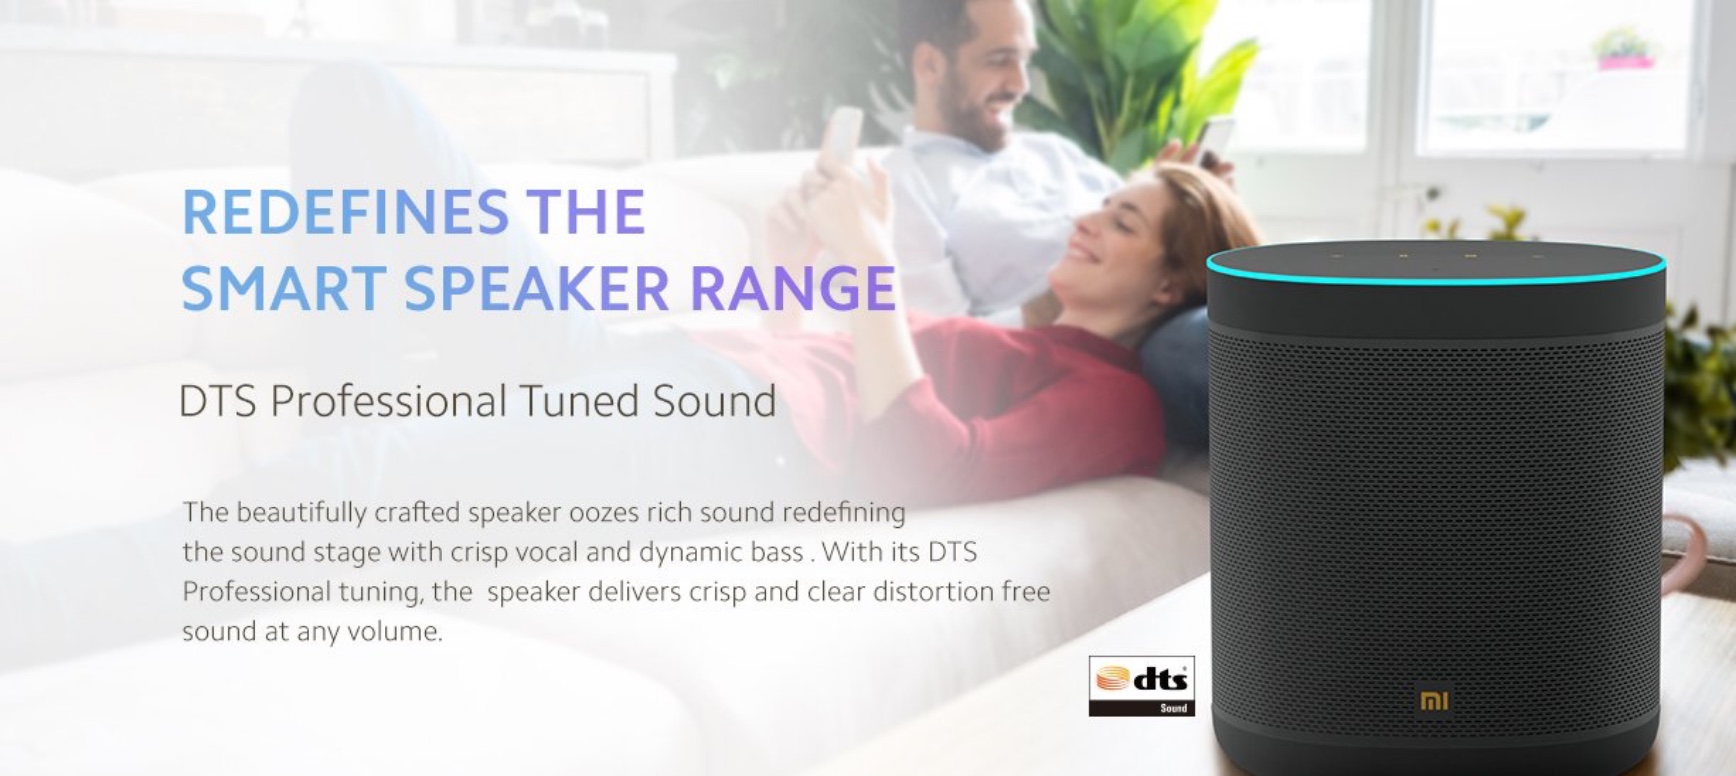 REDEFINES THE
SMART SPEAKER RANGE
DTS Professional Tuned Sound
The beautifully crafted speaker oozes rich sound redefining
the sound stage with crisp vocal and dynamic bass . With its DTS
Professional tuning, the  speaker delivers crisp and clear distortion free
sound at any volume.
dts
Sound
mi